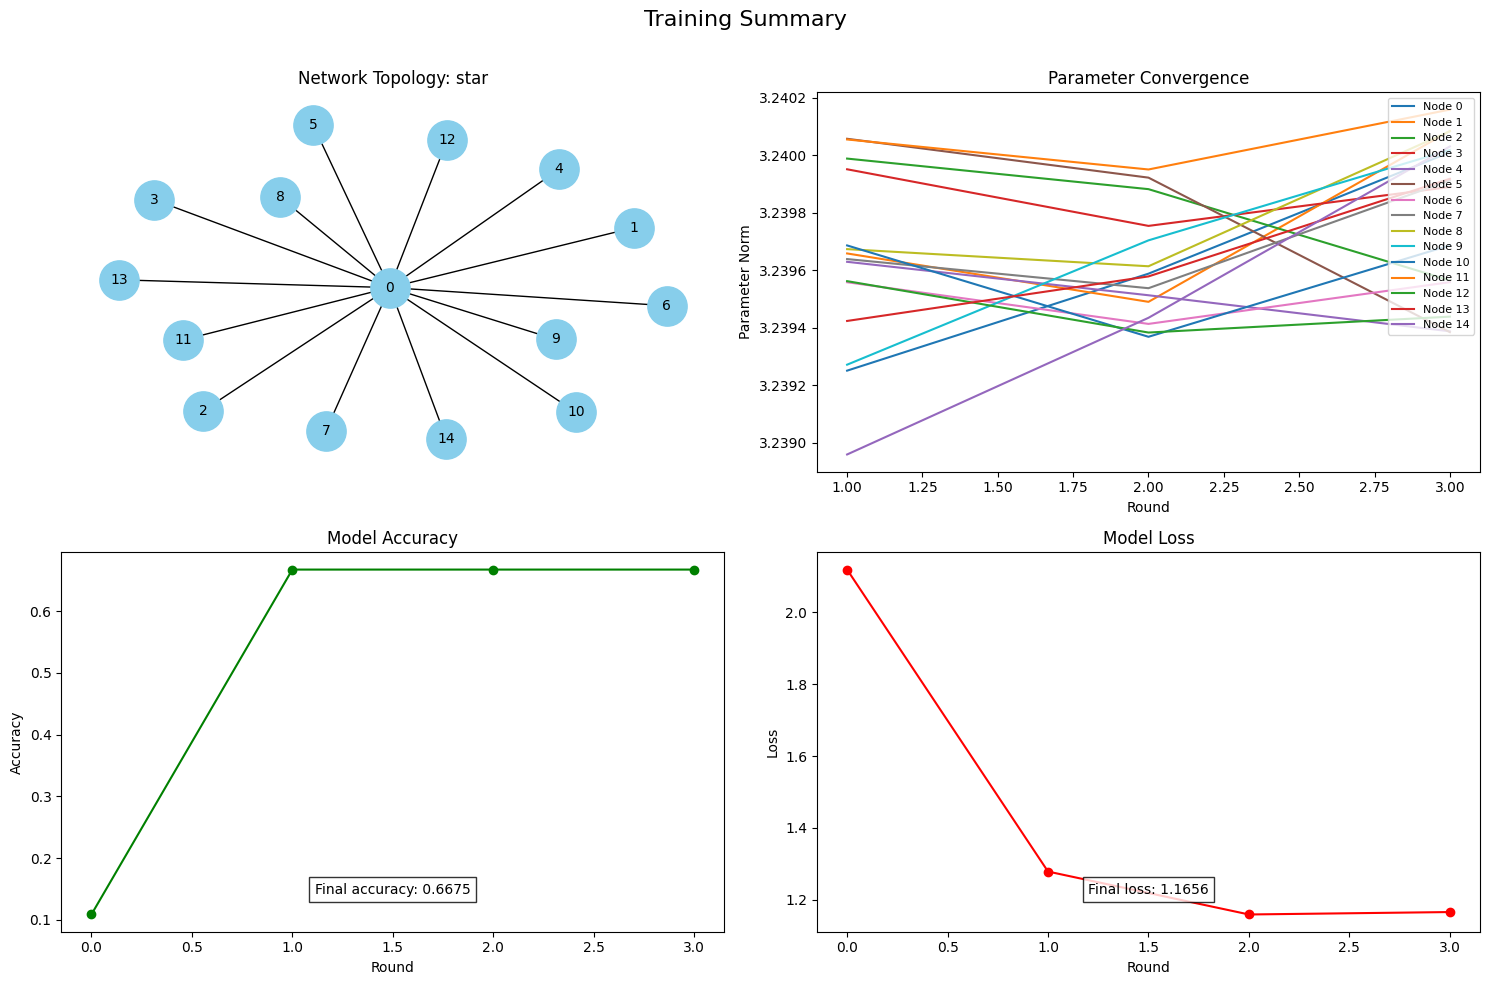 Training Summary
Network Topology: star
5
12
4
3
8
1
13
0
6
11
9
2
7
14
10
Parameter Convergence
3.2402
3.2400
3.2398
3.2396
3.2394
3.2392
3.2390
Parameter Norm
Node 0
Node 1
Node 2
Node 3
Node 4
Node 5
Node 6
Node 7
Node 8
Node 9
Node 10
Node 11
Node 12
Node 13
Node 14
1.00 1.25 1.50 1.75 2.00 2.25 2.50 2.75 3.00
Round
Model Accuracy
0.6
0.5
0.4
0.3
0.2
0.1
Accuracy
Final accuracy: 0.6675
0.0 0.5 1.0 1.5 2.0 2.5 3.0
Round
Model Loss
2.0
1.8
1.6
1.4
1.2
Loss
Final loss: 1.1656
0.0 0.5 1.0 1.5 2.0 2.5 3.0
Round